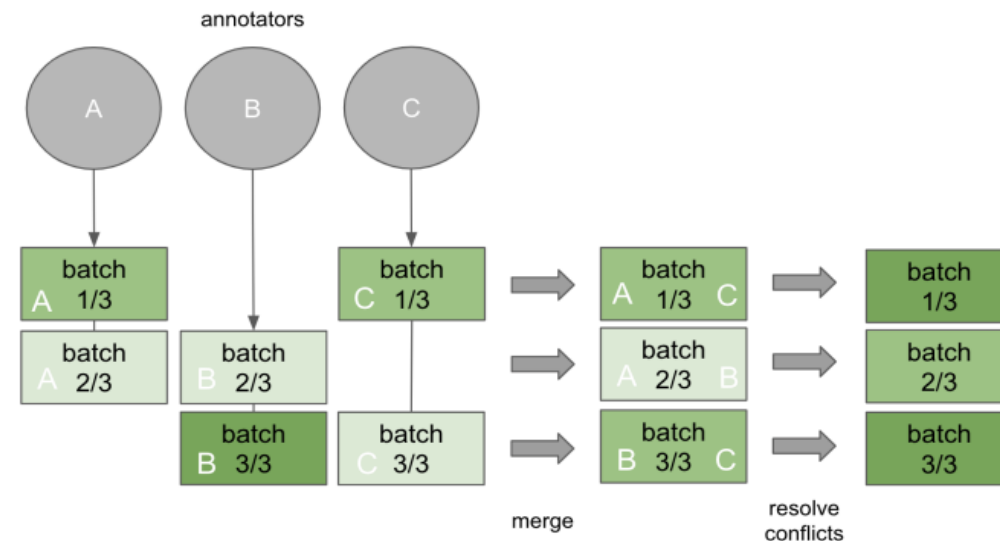 annotators
A
B
C
batch
A 1/3
batch
C 1/3
batch
A 1/3 C
batch
1/3
batch
A 2/3
batch
B 2/3
batch
A 2/3 B
batch
2/3
batch
B 3/3
batch
C 3/3
batch
B 3/3 C
batch
3/3
merge
resolve
conflicts